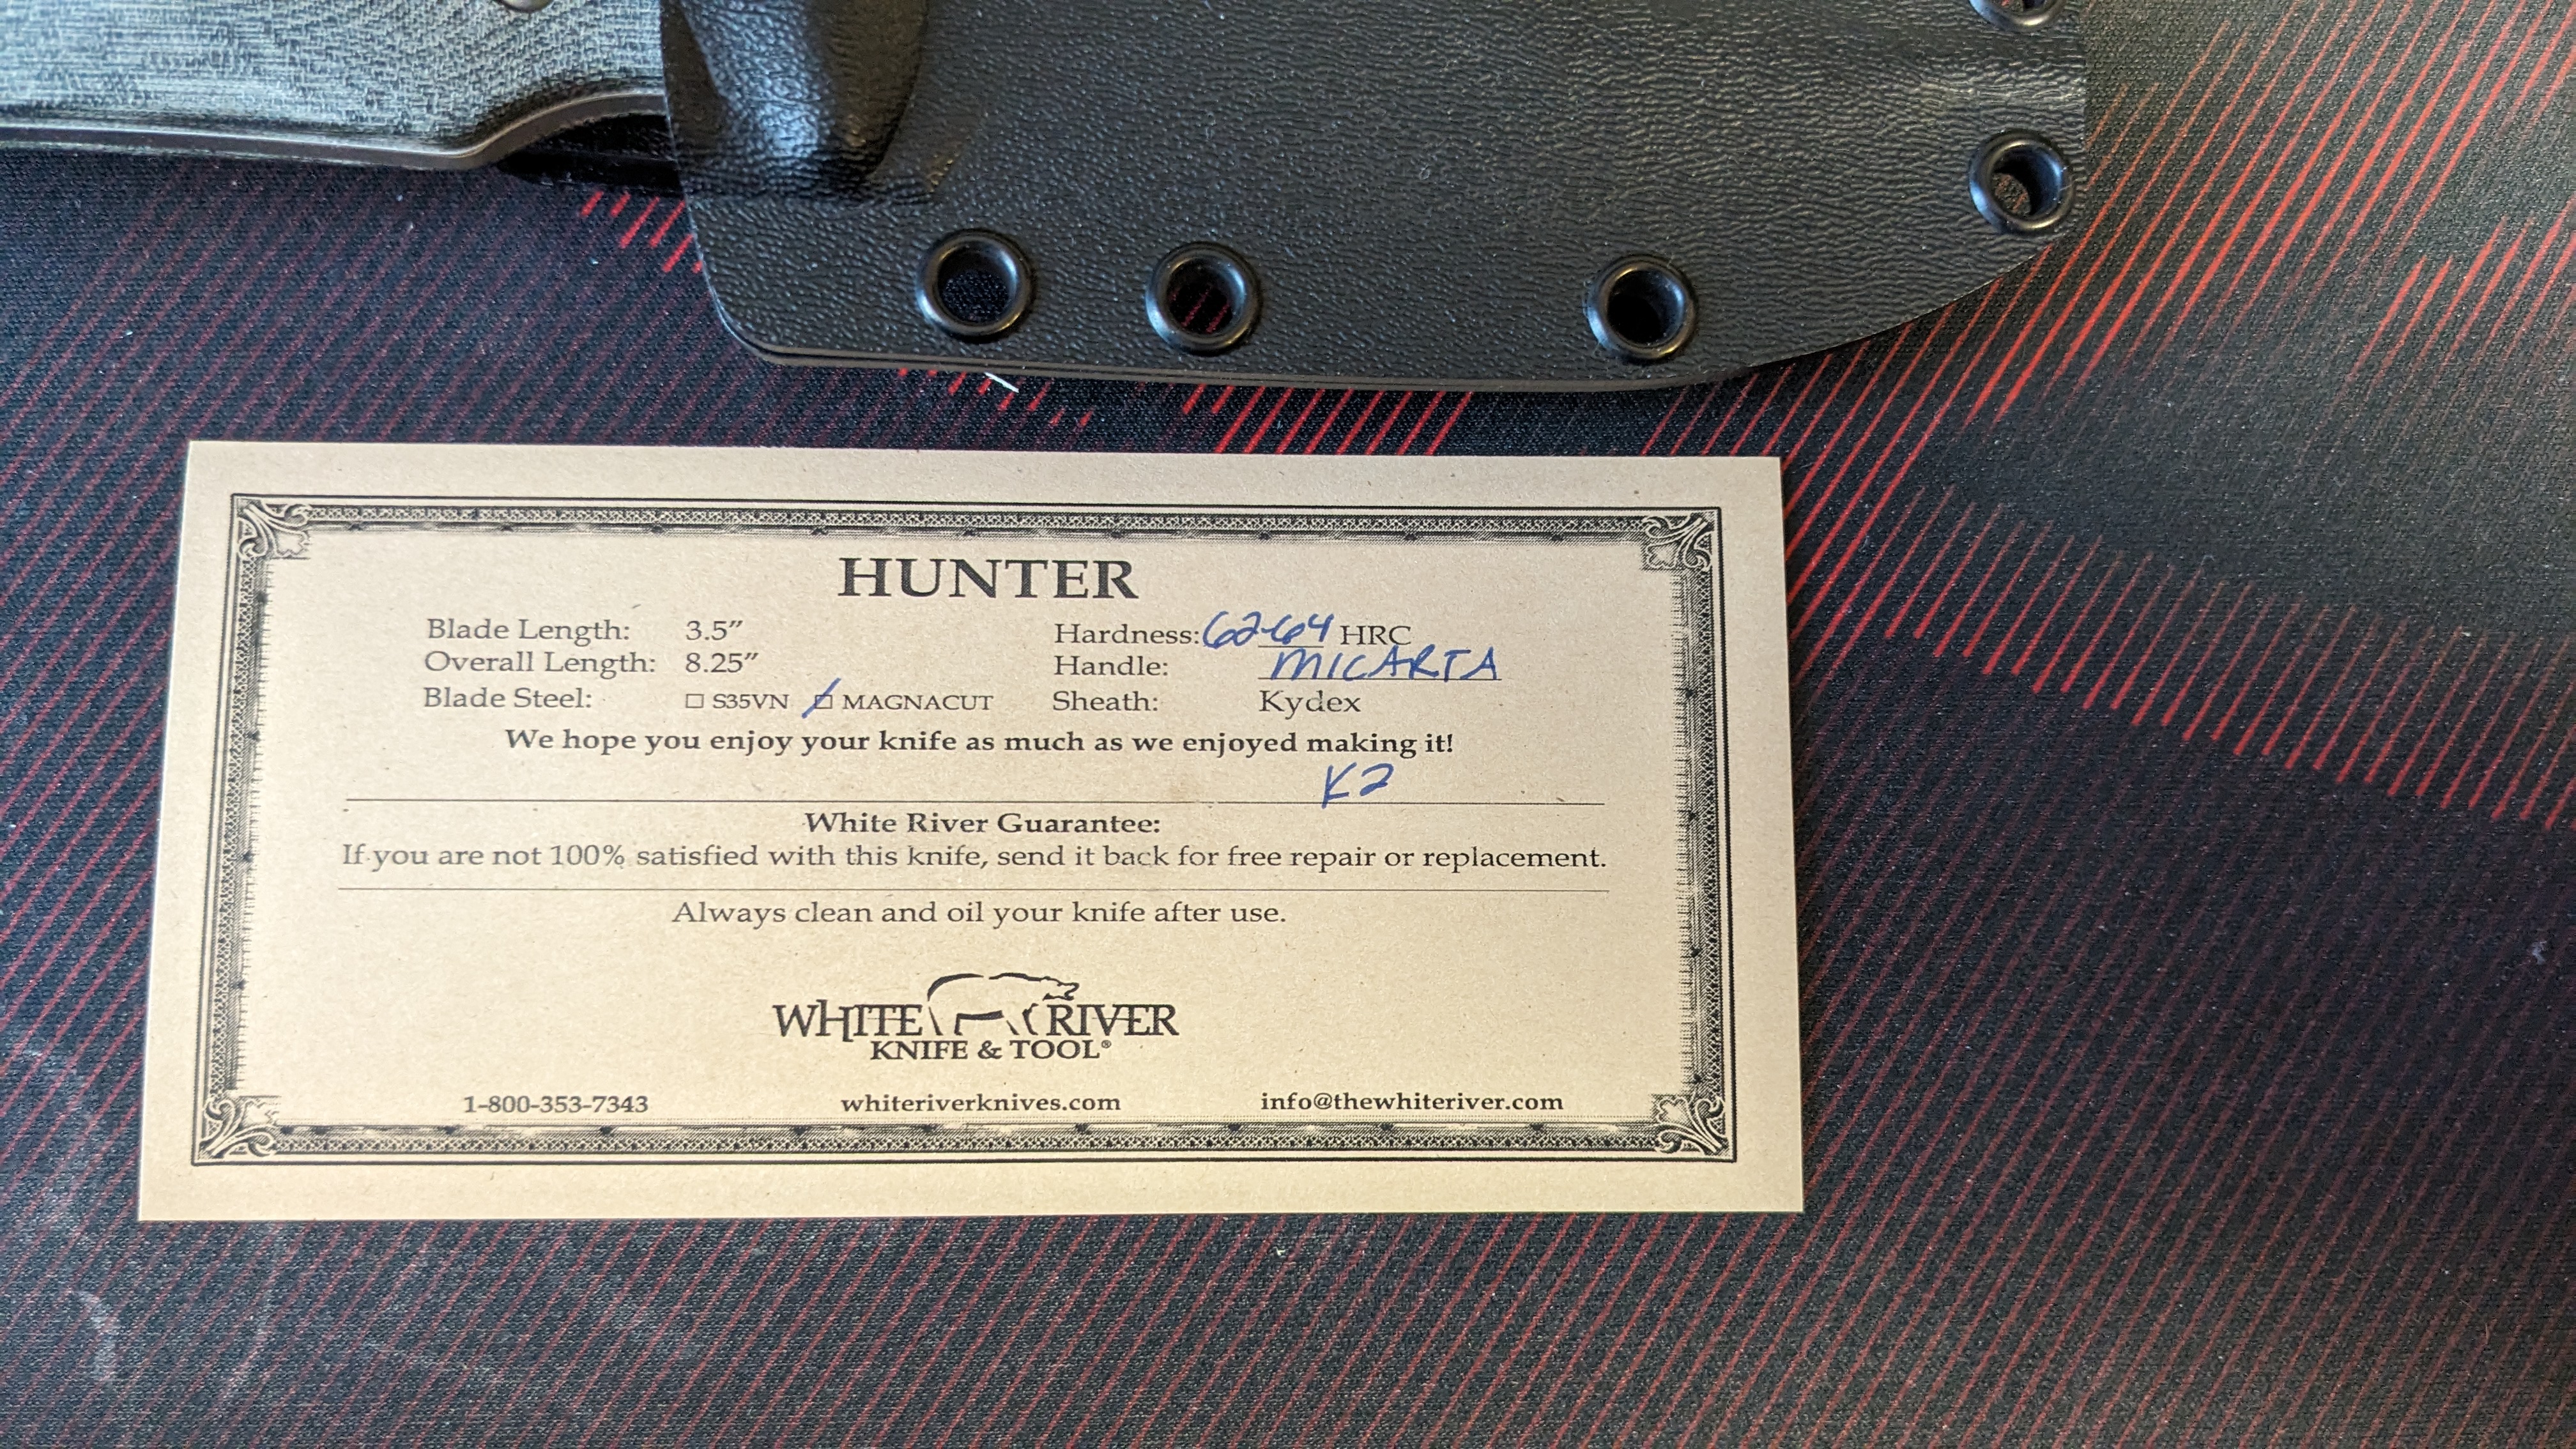 HUNTER
Blade Length: 3.5" Hardness: 62-64 HRC
Overall Length: 8.25" Handle: MICARTA
Blade Steel: ☐ S35VN ☑ MAGNACUT Sheath: Kydex
We hope you enjoy your knife as much as we enjoyed making it!
K2
White River Guarantee:
If you are not 100% satisfied with this knife, send it back for free repair or replacement.
Always clean and oil your knife after use.
WHITE RIVER
KNIFE & TOOL®
1-800-353-7343 whiteriverknives.com info@thewhiteriver.com